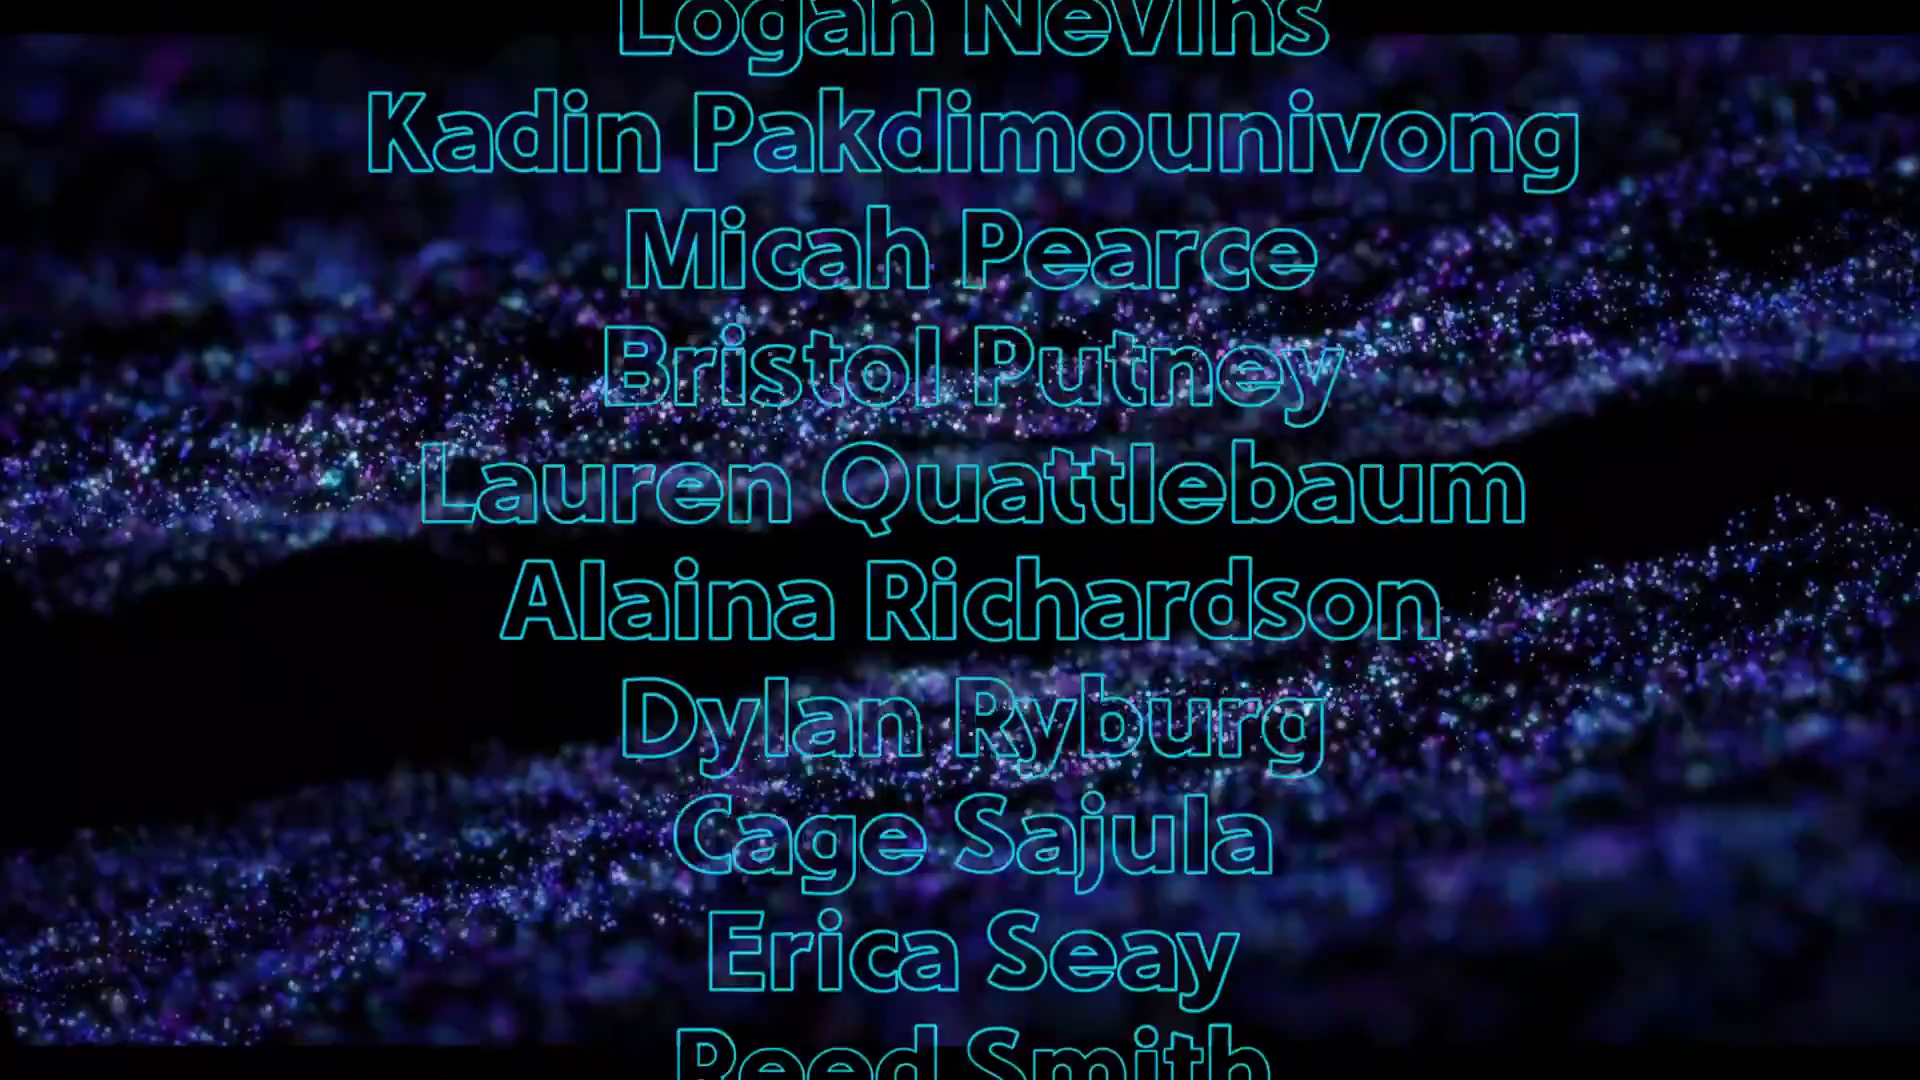 Logan Nevins
Kadin Pakdimounivong
Micah Pearce
Bristol Putney
Lauren Quattlebaum
Alaina Richardson
Dylan Ryburg
Cage Sajula
Erica Seay
Reed Smith